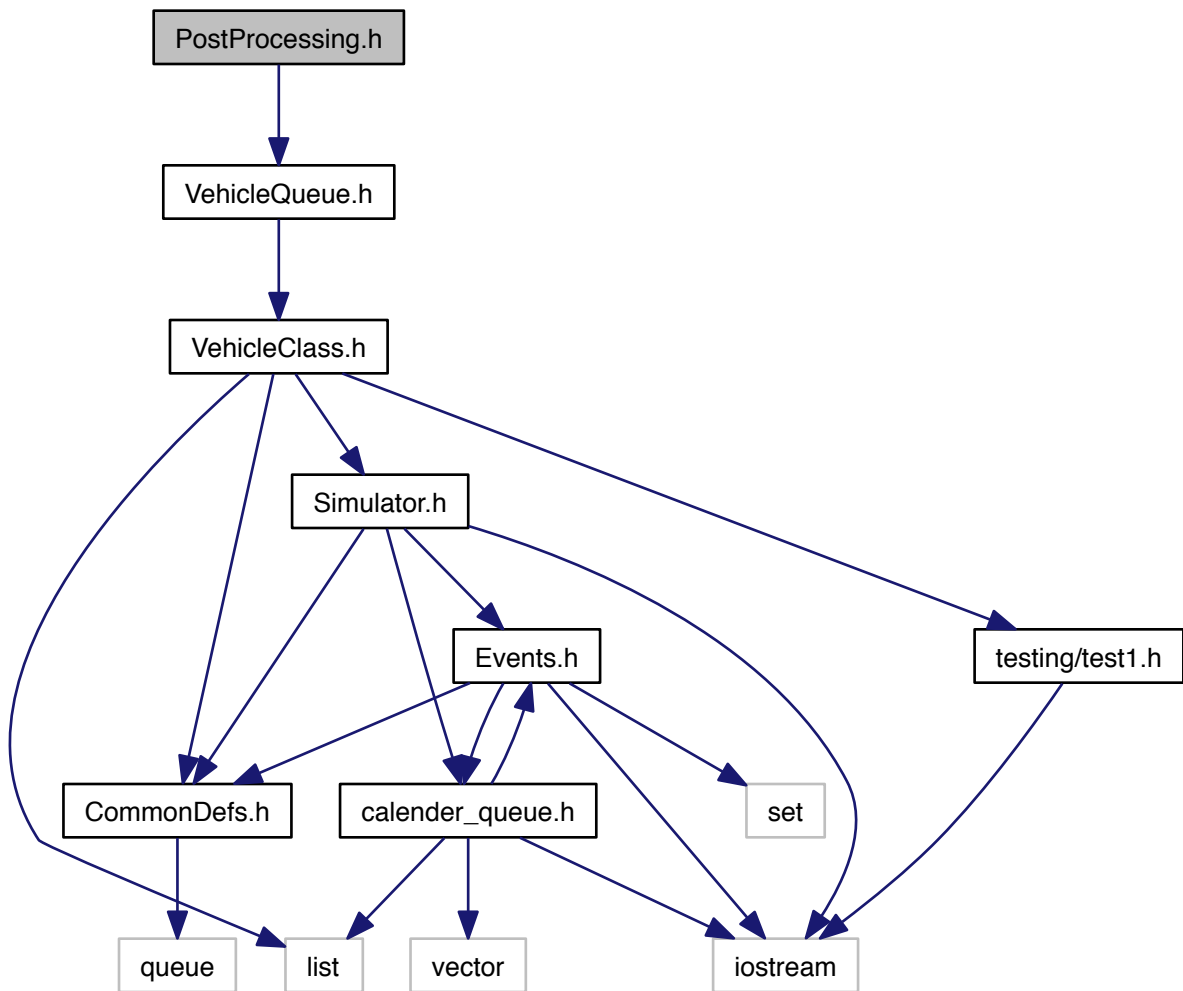 PostProcessing.h
VehicleQueue.h
VehicleClass.h
Simulator.h
Events.h
testing/test1.h
CommonDefs.h
calender_queue.h
set
queue
list
vector
iostream